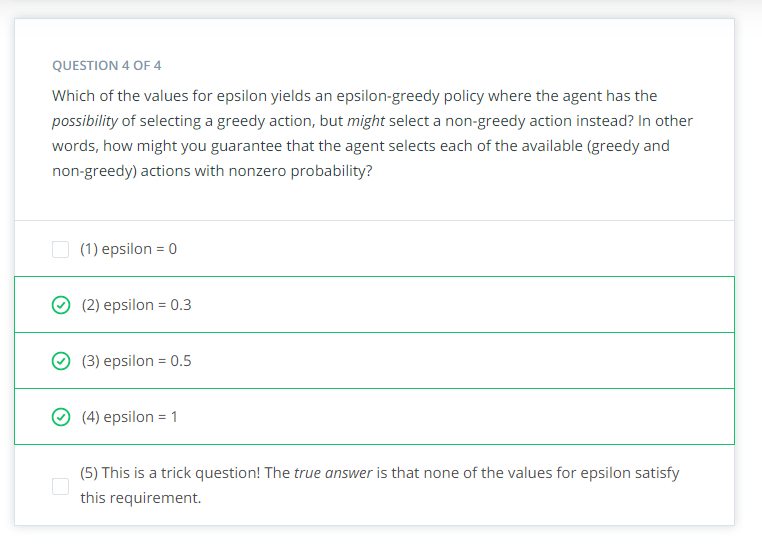 QUESTION 4 OF 4
Which of the values for epsilon yields an epsilon-greedy policy where the agent has the
possibility of selecting a greedy action, but might select a non-greedy action instead? In other
words, how might you guarantee that the agent selects each of the available (greedy and
non-greedy) actions with nonzero probability?
(1) epsilon = 0
(2) epsilon = 0.3
(3) epsilon = 0.5
(4) epsilon = 1
(5) This is a trick question! The true answer is that none of the values for epsilon satisfy
this requirement.